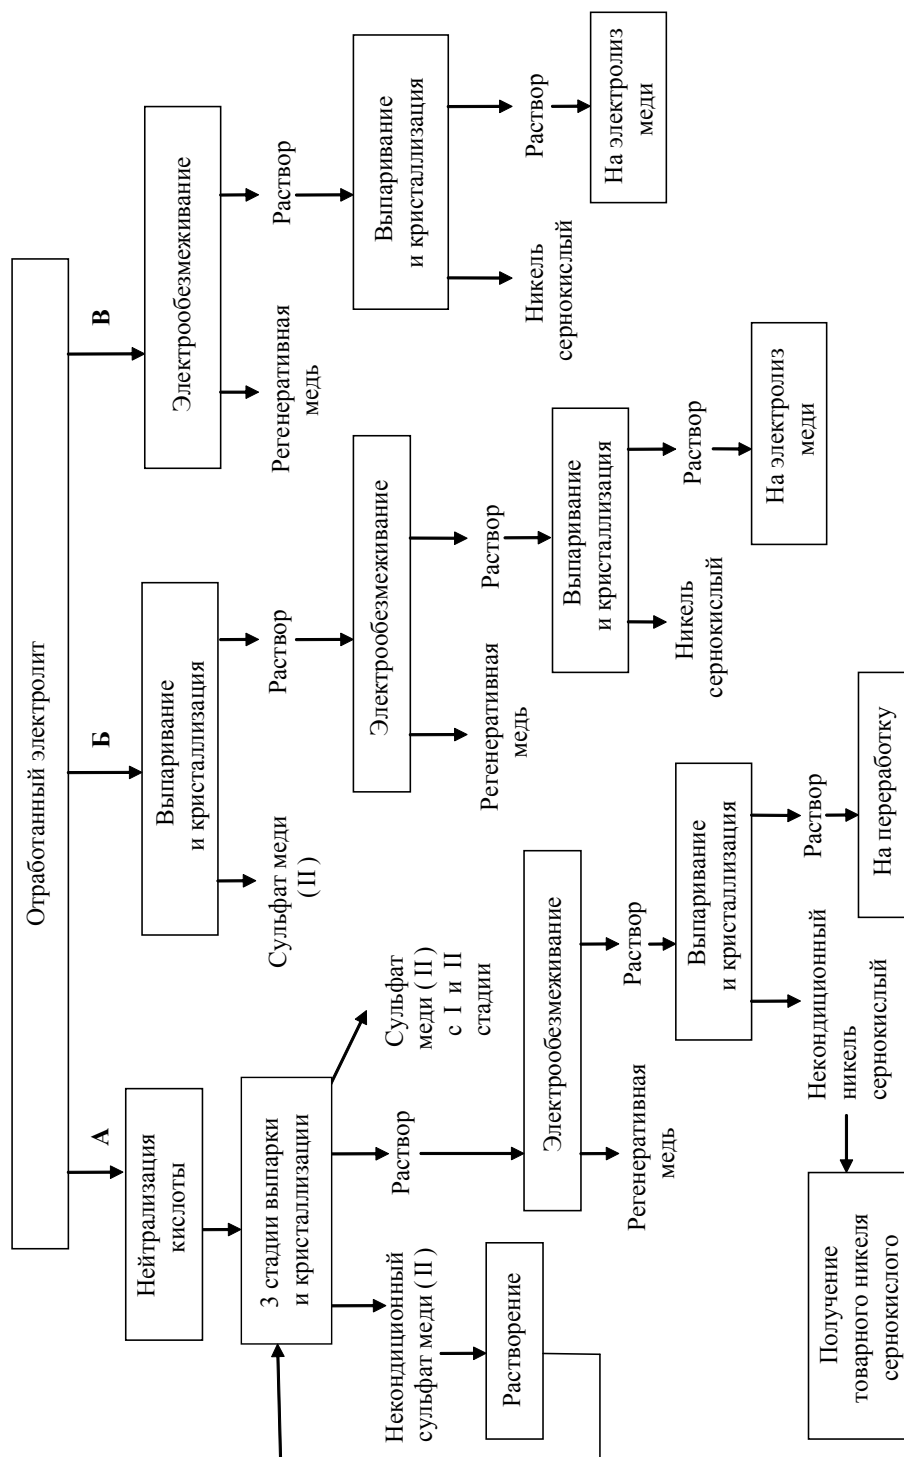 Отработанный электролит
А
Б
В
Нейтрализация
кислоты
3 стадии выпарки
и кристаллизации
Некондиционный
сульфат меди (II)
Растворение
Раствор
Сульфат
меди (II)
с I и II
стадии
Электрообезмеживание
Регенеративная
медь
Раствор
Выпаривание
и кристаллизация
Некондиционный
никель
сернокислый
Получение
товарного никеля
сернокислого
Раствор
На переработку
Выпаривание
и кристаллизация
Сульфат меди
(II)
Раствор
Электрообезмеживание
Регенеративная
медь
Раствор
Выпаривание
и кристаллизация
Никель
сернокислый
Раствор
На электролиз
меди
Электрообезмеживание
Регенеративная
медь
Раствор
Выпаривание
и кристаллизация
Никель
сернокислый
Раствор
На электролиз
меди